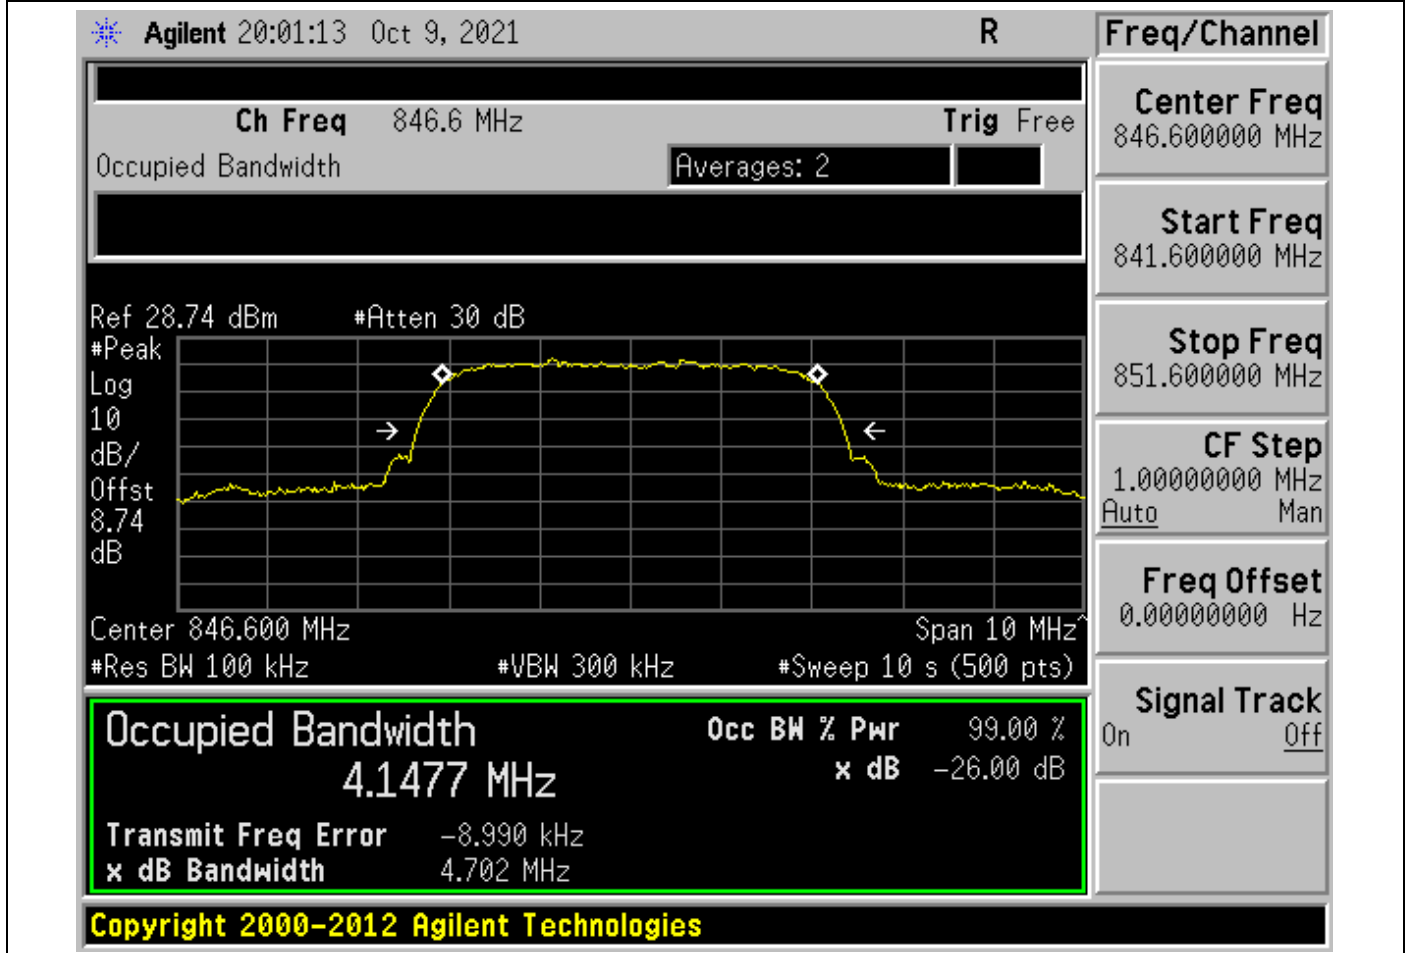 Agilent 20:01:13 Oct 9, 2021 R
Ch Freq 846.6 MHz Trig Free
Occupied Bandwidth Averages: 2
Ref 28.74 dBm #Atten 30 dB
#Peak
Log
10
dB/
Offst
8.74
dB
Center 846.600 MHz Span 10 MHz^
#Res BW 100 kHz #VBW 300 kHz #Sweep 10 s (500 pts)
Occupied Bandwidth Occ BW % Pwr 99.00 %
4.1477 MHz x dB -26.00 dB
Transmit Freq Error -8.990 kHz
x dB Bandwidth 4.702 MHz
Copyright 2000-2012 Agilent Technologies
Freq/Channel
Center Freq
846.600000 MHz
Start Freq
841.600000 MHz
Stop Freq
851.600000 MHz
CF Step
1.00000000 MHz
Auto Man
Freq Offset
0.00000000 Hz
Signal Track
On Off